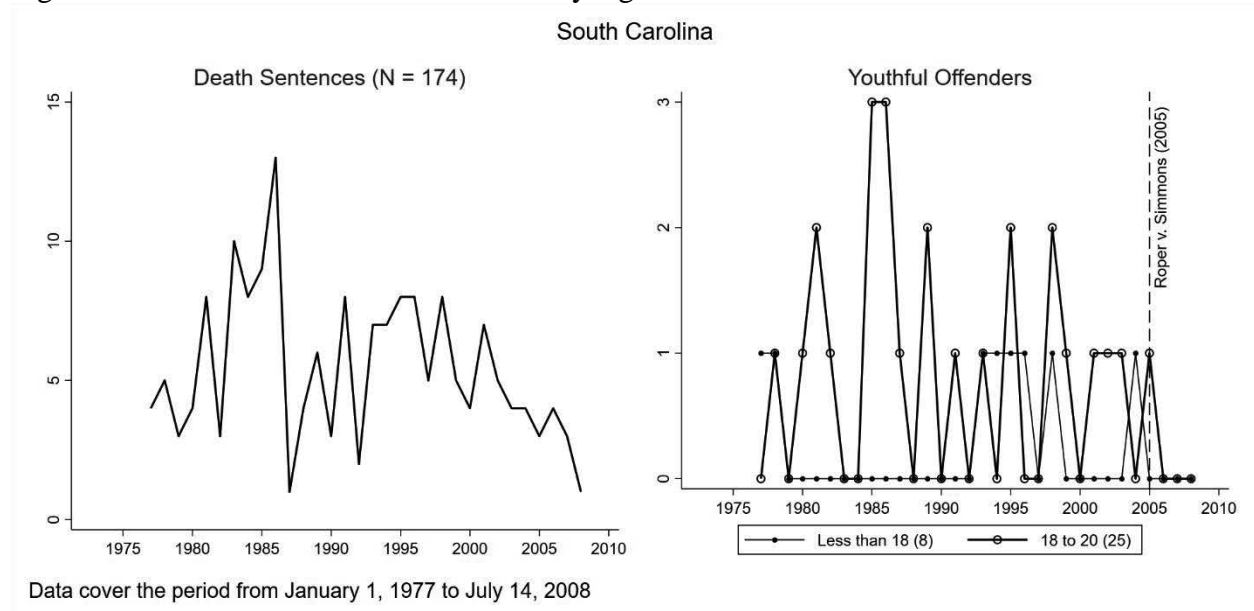 South Carolina
Death Sentences (N = 174)
15
10
5
0
1975 1980 1985 1990 1995 2000 2005 2010
Youthful Offenders
3
2
1
0
Roper v. Simmons (2005)
1975 1980 1985 1990 1995 2000 2005 2010
Less than 18 (8) 18 to 20 (25)
Data cover the period from January 1, 1977 to July 14, 2008